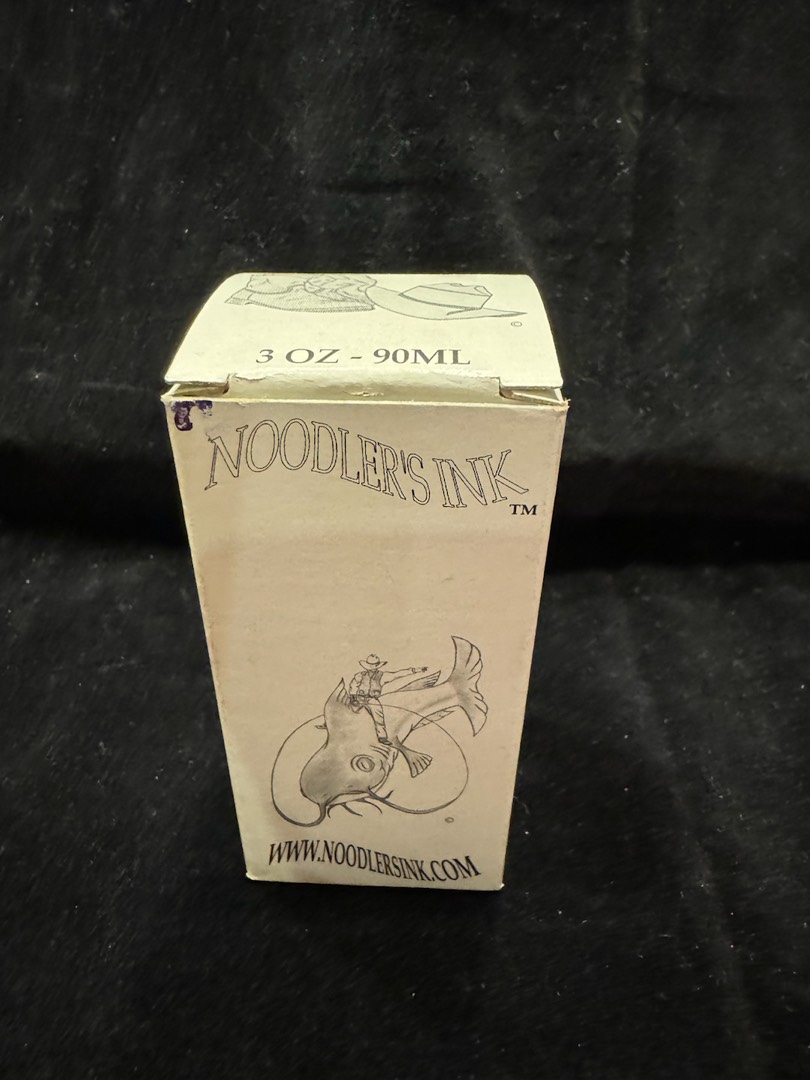 ©
3 OZ - 90ML
NOODLER'S INK
TM
©
WWW.NOODLERSINK.COM